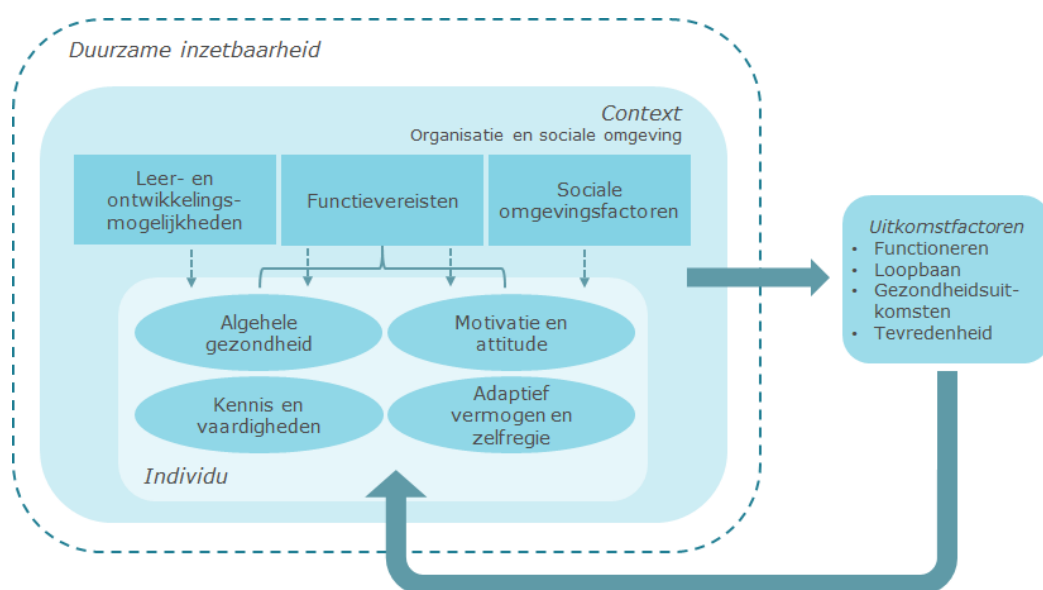 Duurzame inzetbaarheid
Context
Organisatie en sociale omgeving
Leer- en
ontwikkelings-
mogelijkheden
Functievereisten
Sociale
omgevingsfactoren
Algehele
gezondheid
Motivatie en
attitude
Kennis en
vaardigheden
Adaptief
vermogen en
zelfregie
Individu
Uitkomstfactoren
• Functioneren
• Loopbaan
• Gezondheidsuit-
komsten
• Tevredenheid